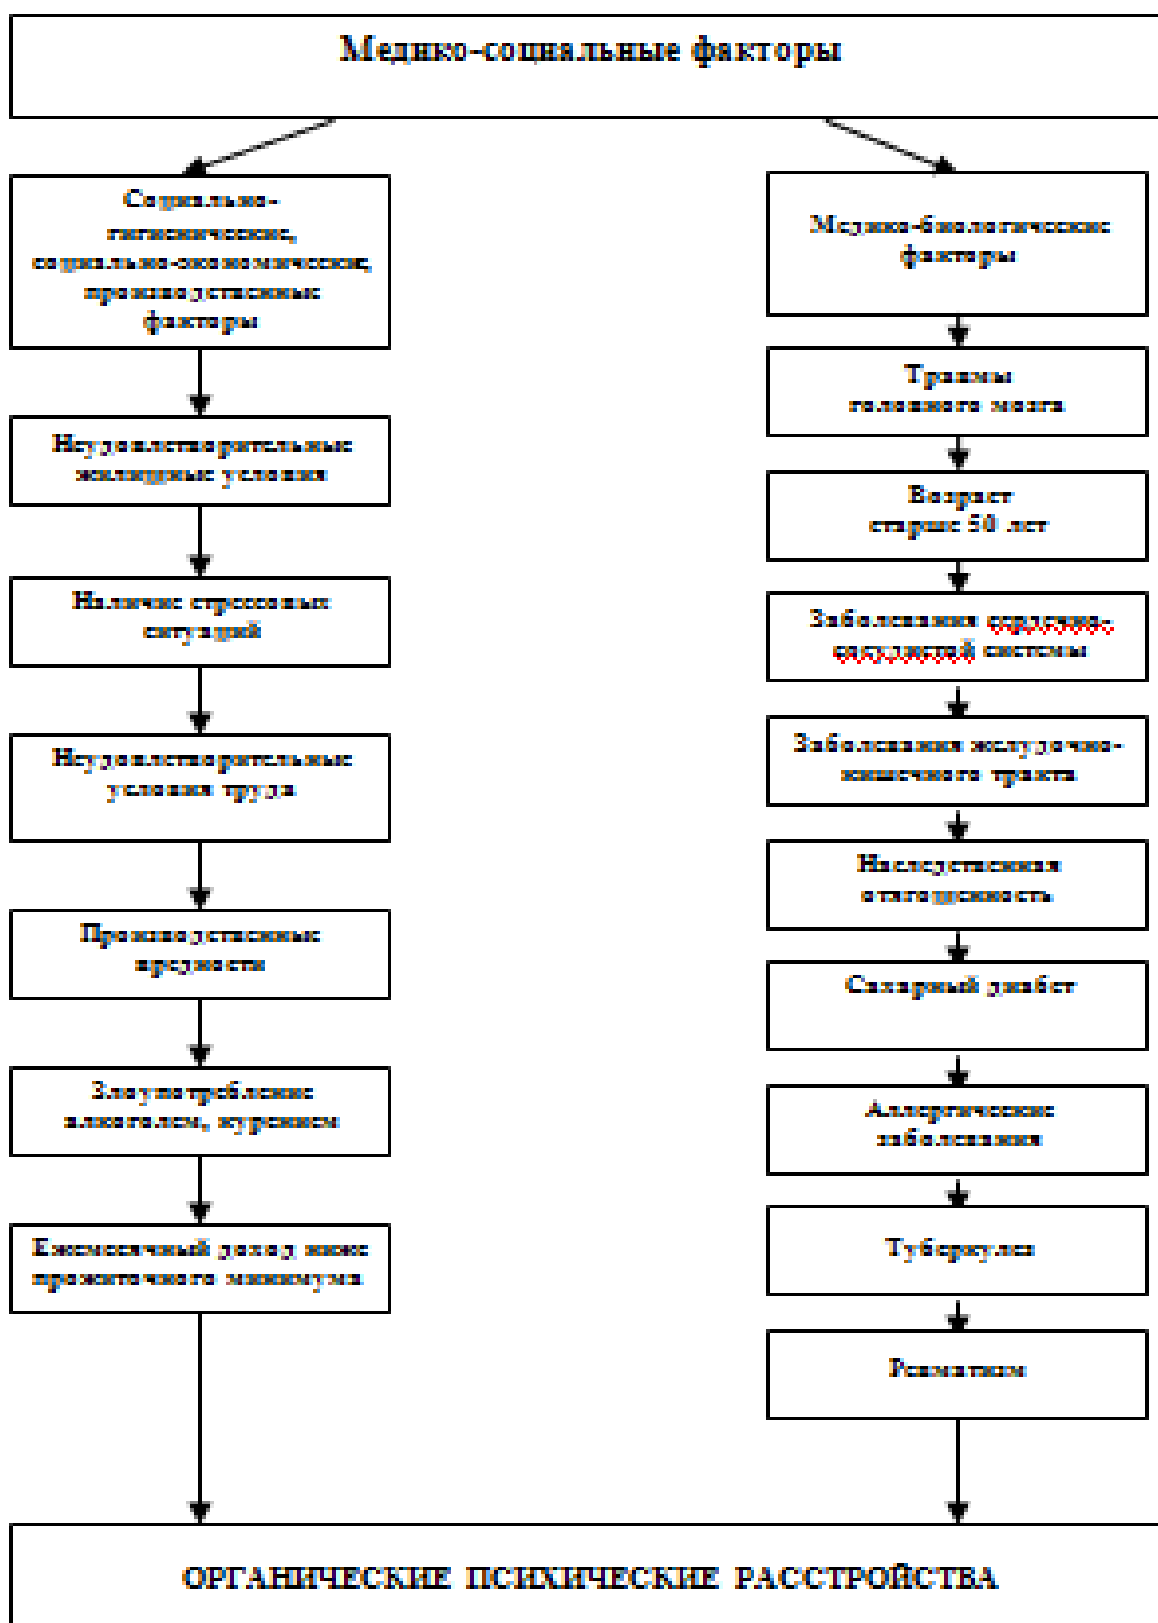 Медико-социальные факторы
Социально-
гигиенические,
социально-экономические,
производственные
факторы
Неудовлетворительные
жилищные условия
Наличие стрессовых
ситуаций
Неудовлетворительные
условия труда
Производственные
вредности
Злоупотребление
алкоголем, курением
Ежемесячный доход ниже
прожиточного минимума
Медико-биологические
факторы
Травмы
головного мозга
Возраст
старше 50 лет
Заболевания сердечно-
сосудистой системы
Заболевания желудочно-
кишечного тракта
Наследственная
отягощенность
Сахарный диабет
Аллергические
заболевания
Туберкулез
Ревматизм
ОРГАНИЧЕСКИЕ ПСИХИЧЕСКИЕ РАССТРОЙСТВА